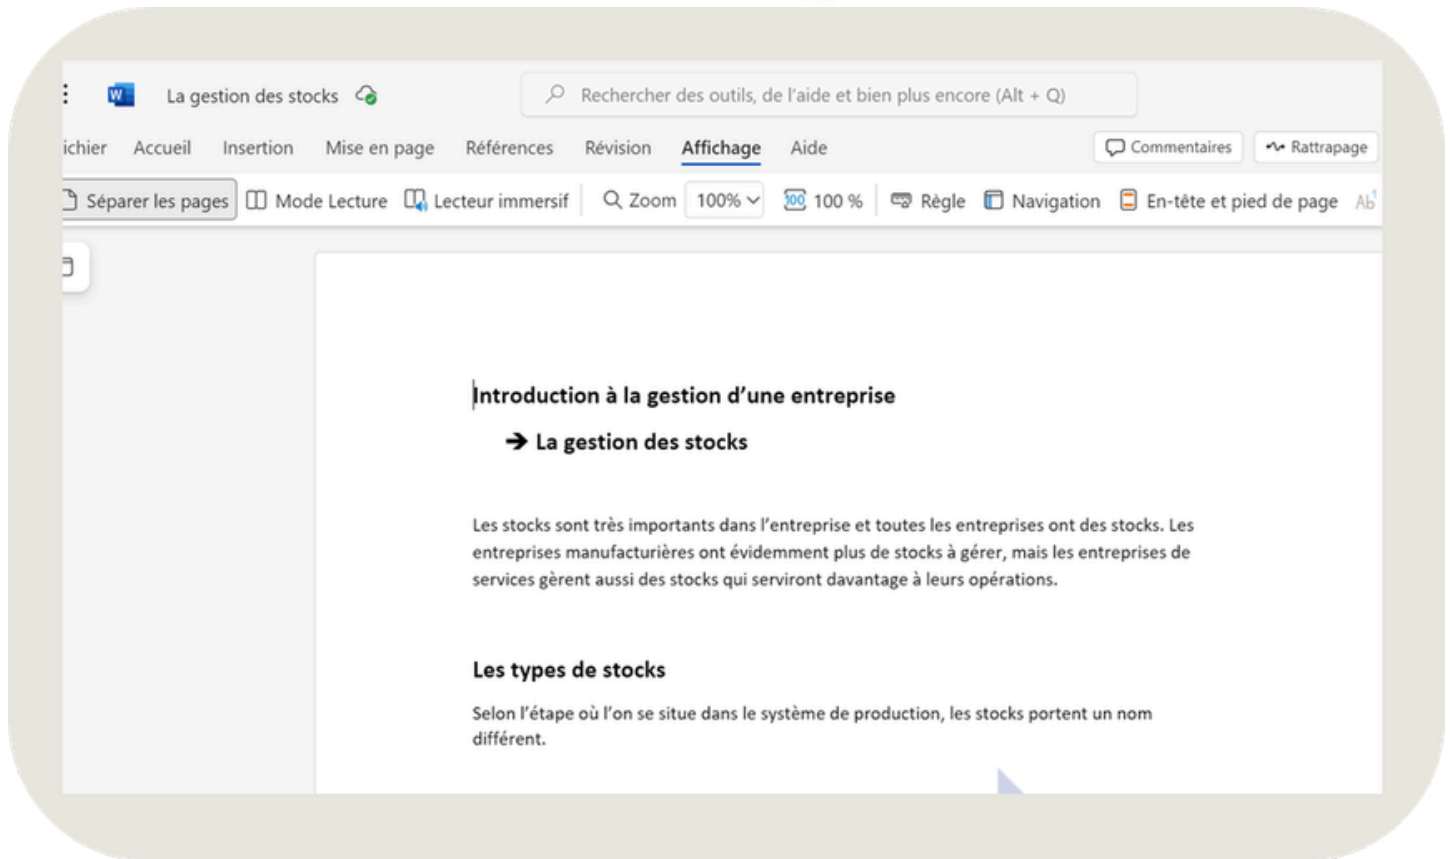 W La gestion des stocks Rechercher des outils, de l'aide et bien plus encore (Alt + Q)
ichier Accueil Insertion Mise en page Références Révision Affichage Aide Commentaires Rattrapage
Séparer les pages Mode Lecture Lecteur immersif Zoom 100% 100 100 % Règle Navigation En-tête et pied de page Ab1
Introduction à la gestion d’une entreprise
➔ La gestion des stocks
Les stocks sont très importants dans l’entreprise et toutes les entreprises ont des stocks. Les
entreprises manufacturières ont évidemment plus de stocks à gérer, mais les entreprises de
services gèrent aussi des stocks qui serviront davantage à leurs opérations.
Les types de stocks
Selon l’étape où l’on se situe dans le système de production, les stocks portent un nom
différent.